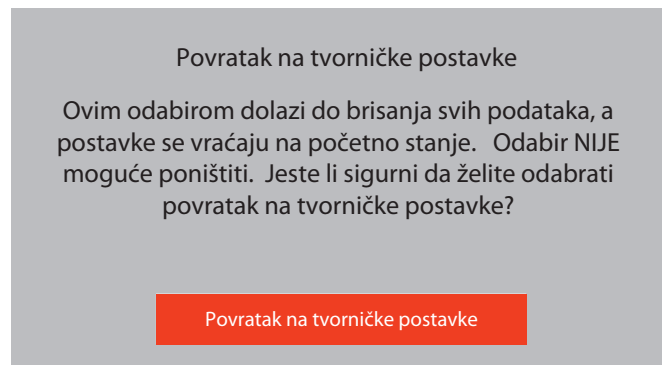 Povratak na tvorničke postavke
Ovim odabirom dolazi do brisanja svih podataka, a
postavke se vraćaju na početno stanje.   Odabir NIJE
moguće poništiti.  Jeste li sigurni da želite odabrati
povratak na tvorničke postavke?
Povratak na tvorničke postavke